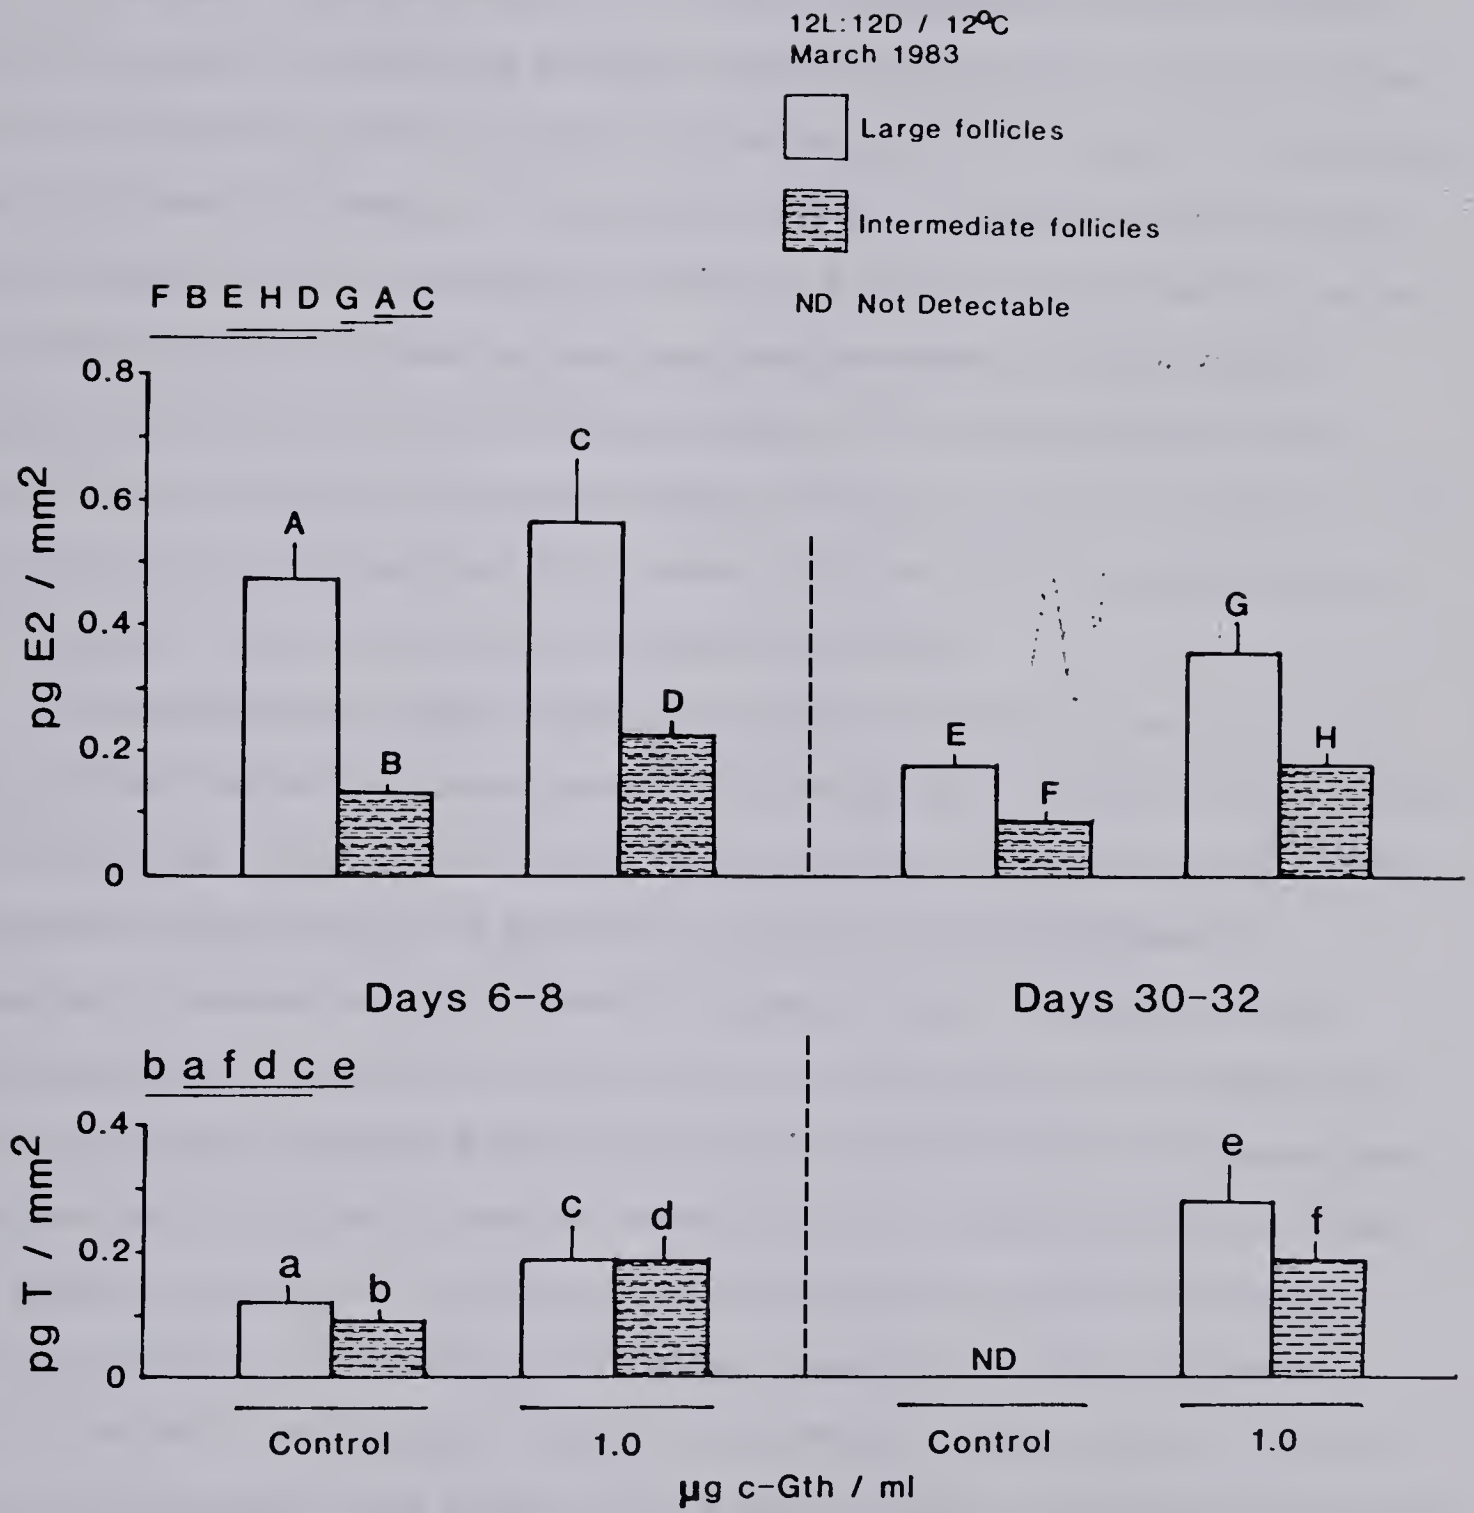 12L:12D / 12°C
March 1983
Large follicles
Intermediate follicles
ND Not Detectable
F B E H D G A C
0.8
0.6
0.4
0.2
0
pg E2 / mm2
A
B
C
D
E
F
G
H
Days 6-8
Days 30-32
b a f d c e
0.4
0.2
0
pg T / mm2
a
b
c
d
ND
e
f
Control
1.0
Control
1.0
µg c-Gth / ml